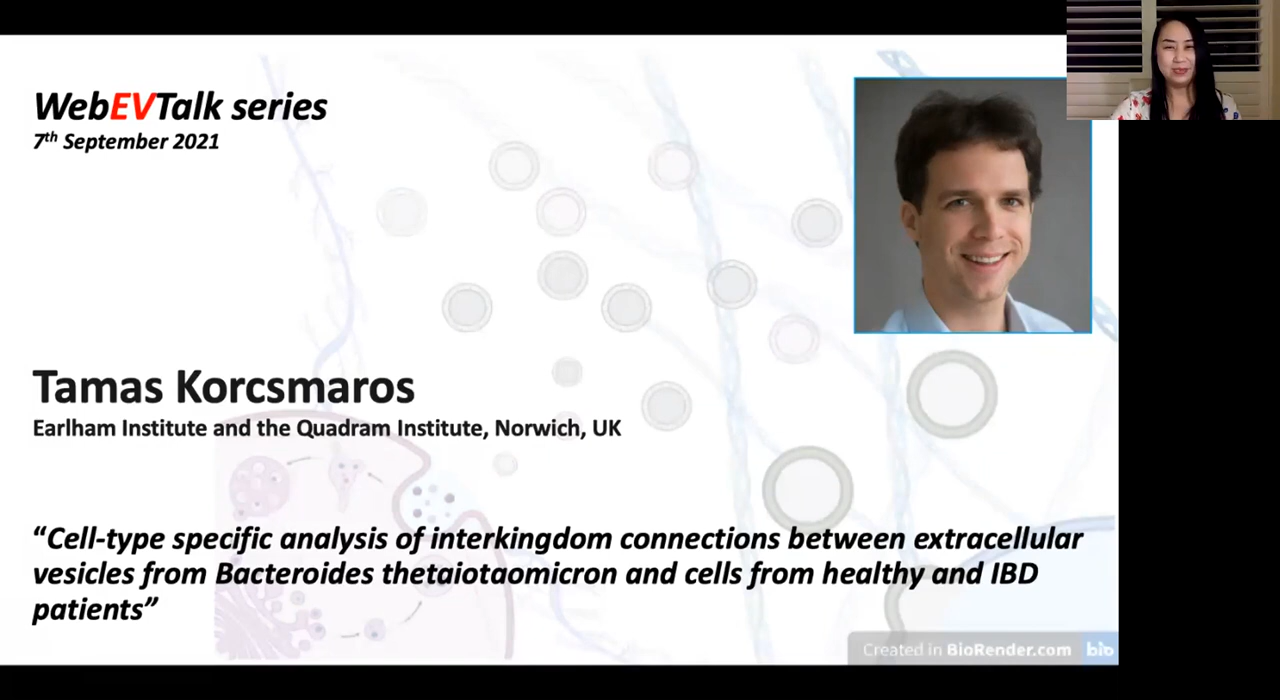 WebEVTalk series
7th September 2021
Tamas Korcsmaros
Earlham Institute and the Quadram Institute, Norwich, UK
“Cell-type specific analysis of interkingdom connections between extracellular
vesicles from Bacteroides thetaiotaomicron and cells from healthy and IBD
patients”
Created in BioRender.com bio